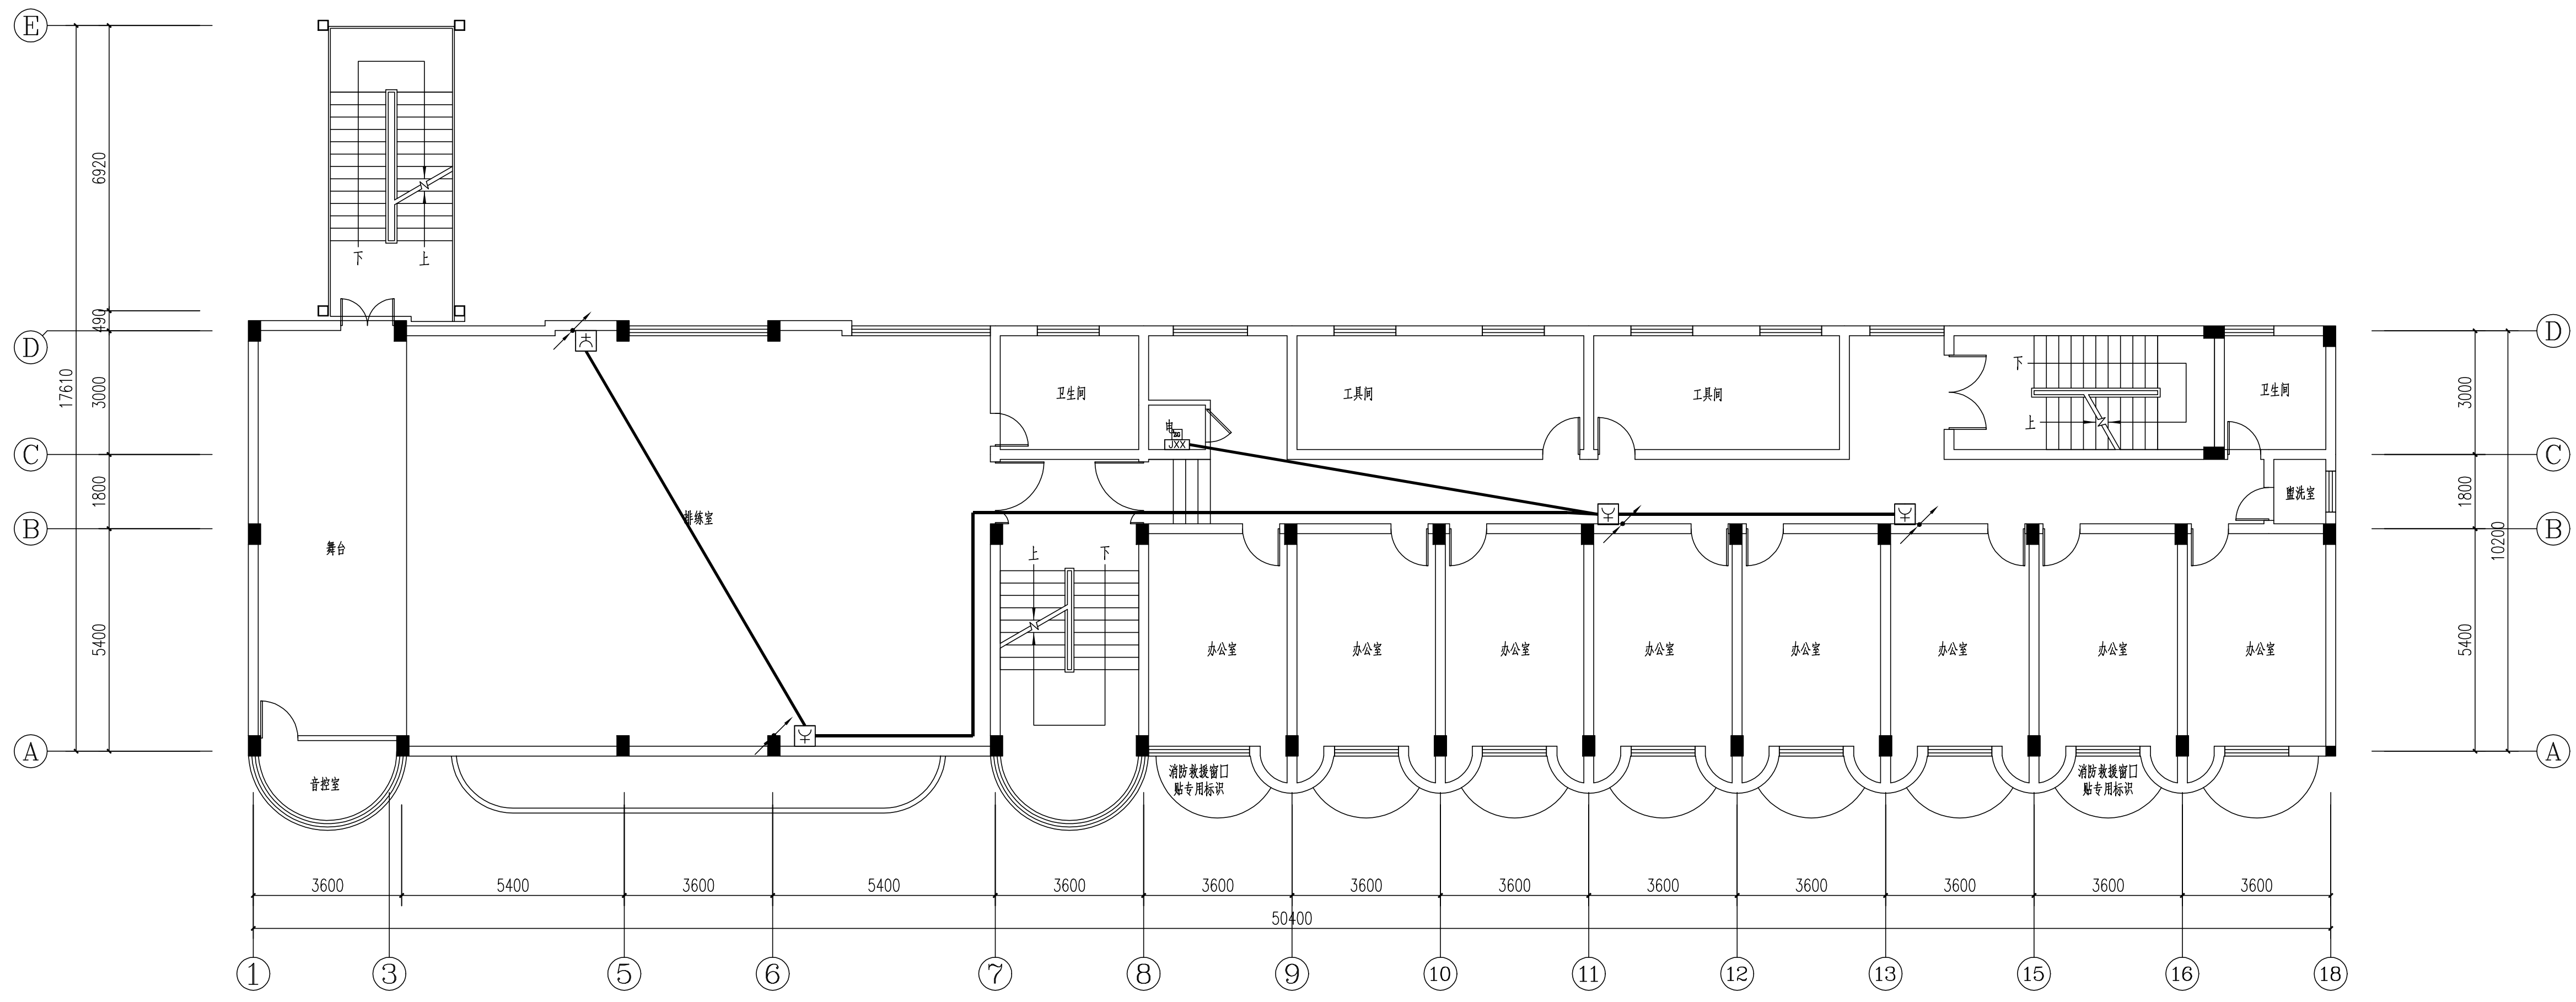 E
6920
下 上
490
D
D
17610
3000
卫生间
工具间
工具间
下
上
卫生间
3000
电
JXX
C
C
1800
排练室
舞台
盥洗室
1800
B
B
10200
上 下
5400
办公室 办公室 办公室 办公室 办公室 办公室 办公室 办公室
5400
A
A
音控室
消防救援窗口
贴专用标识
消防救援窗口
贴专用标识
3600 5400 3600 5400 3600 3600 3600 3600 3600 3600 3600 3600 3600
50400
1 3 5 6 7 8 9 10 11 12 13 15 16 18